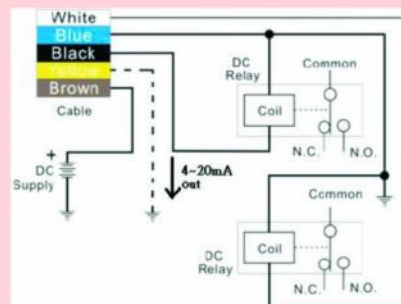 White
Blue
Black
Yellow
Brown
Cable
+
DC
Supply
4~20mA
out
DC
Relay
Coil
Common
N.C.
N.O.
Common
DC
Relay
Coil
N.C.
N.O.